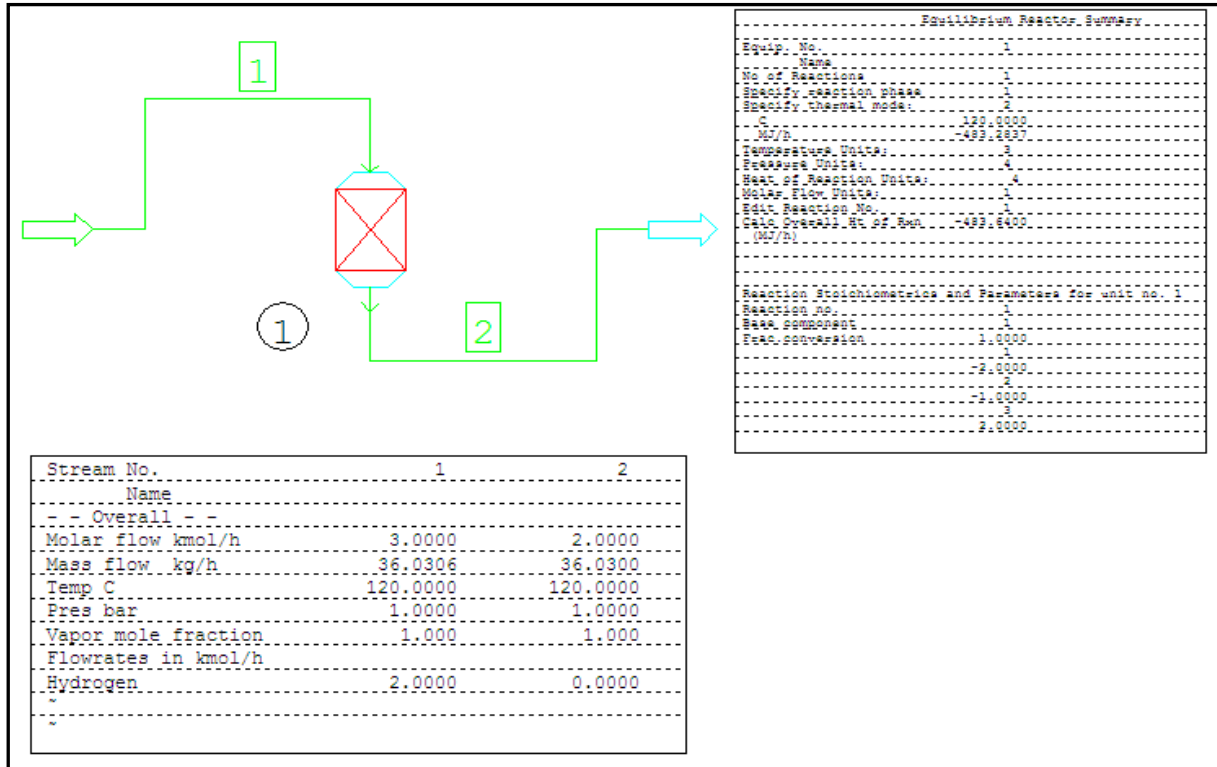 1
1
2
Equilibrium Reactor Summary
Equip. No. 1
Name
No of Reactions 1
Specify reaction phase 1
Specify thermal mode: 2
C 120.0000
MJ/h -483.2837
Temperature Units: 3
Pressure Units: 4
Heat of Reaction Units: 4
Molar Flow Units: 1
Edit Reaction No. 1
Calc Overall Ht of Rxn -483.6400
(MJ/h)
Reaction Stoichiometrics and Parameters for unit no. 1
Reaction no. 1
Base component 1
Frac.conversion 1.0000
1
-2.0000
2
-1.0000
3
2.0000
Stream No. 1 2
Name
- - Overall - -
Molar flow kmol/h 3.0000 2.0000
Mass flow kg/h 36.0306 36.0300
Temp C 120.0000 120.0000
Pres bar 1.0000 1.0000
Vapor mole fraction 1.000 1.000
Flowrates in kmol/h
Hydrogen 2.0000 0.0000
~
~